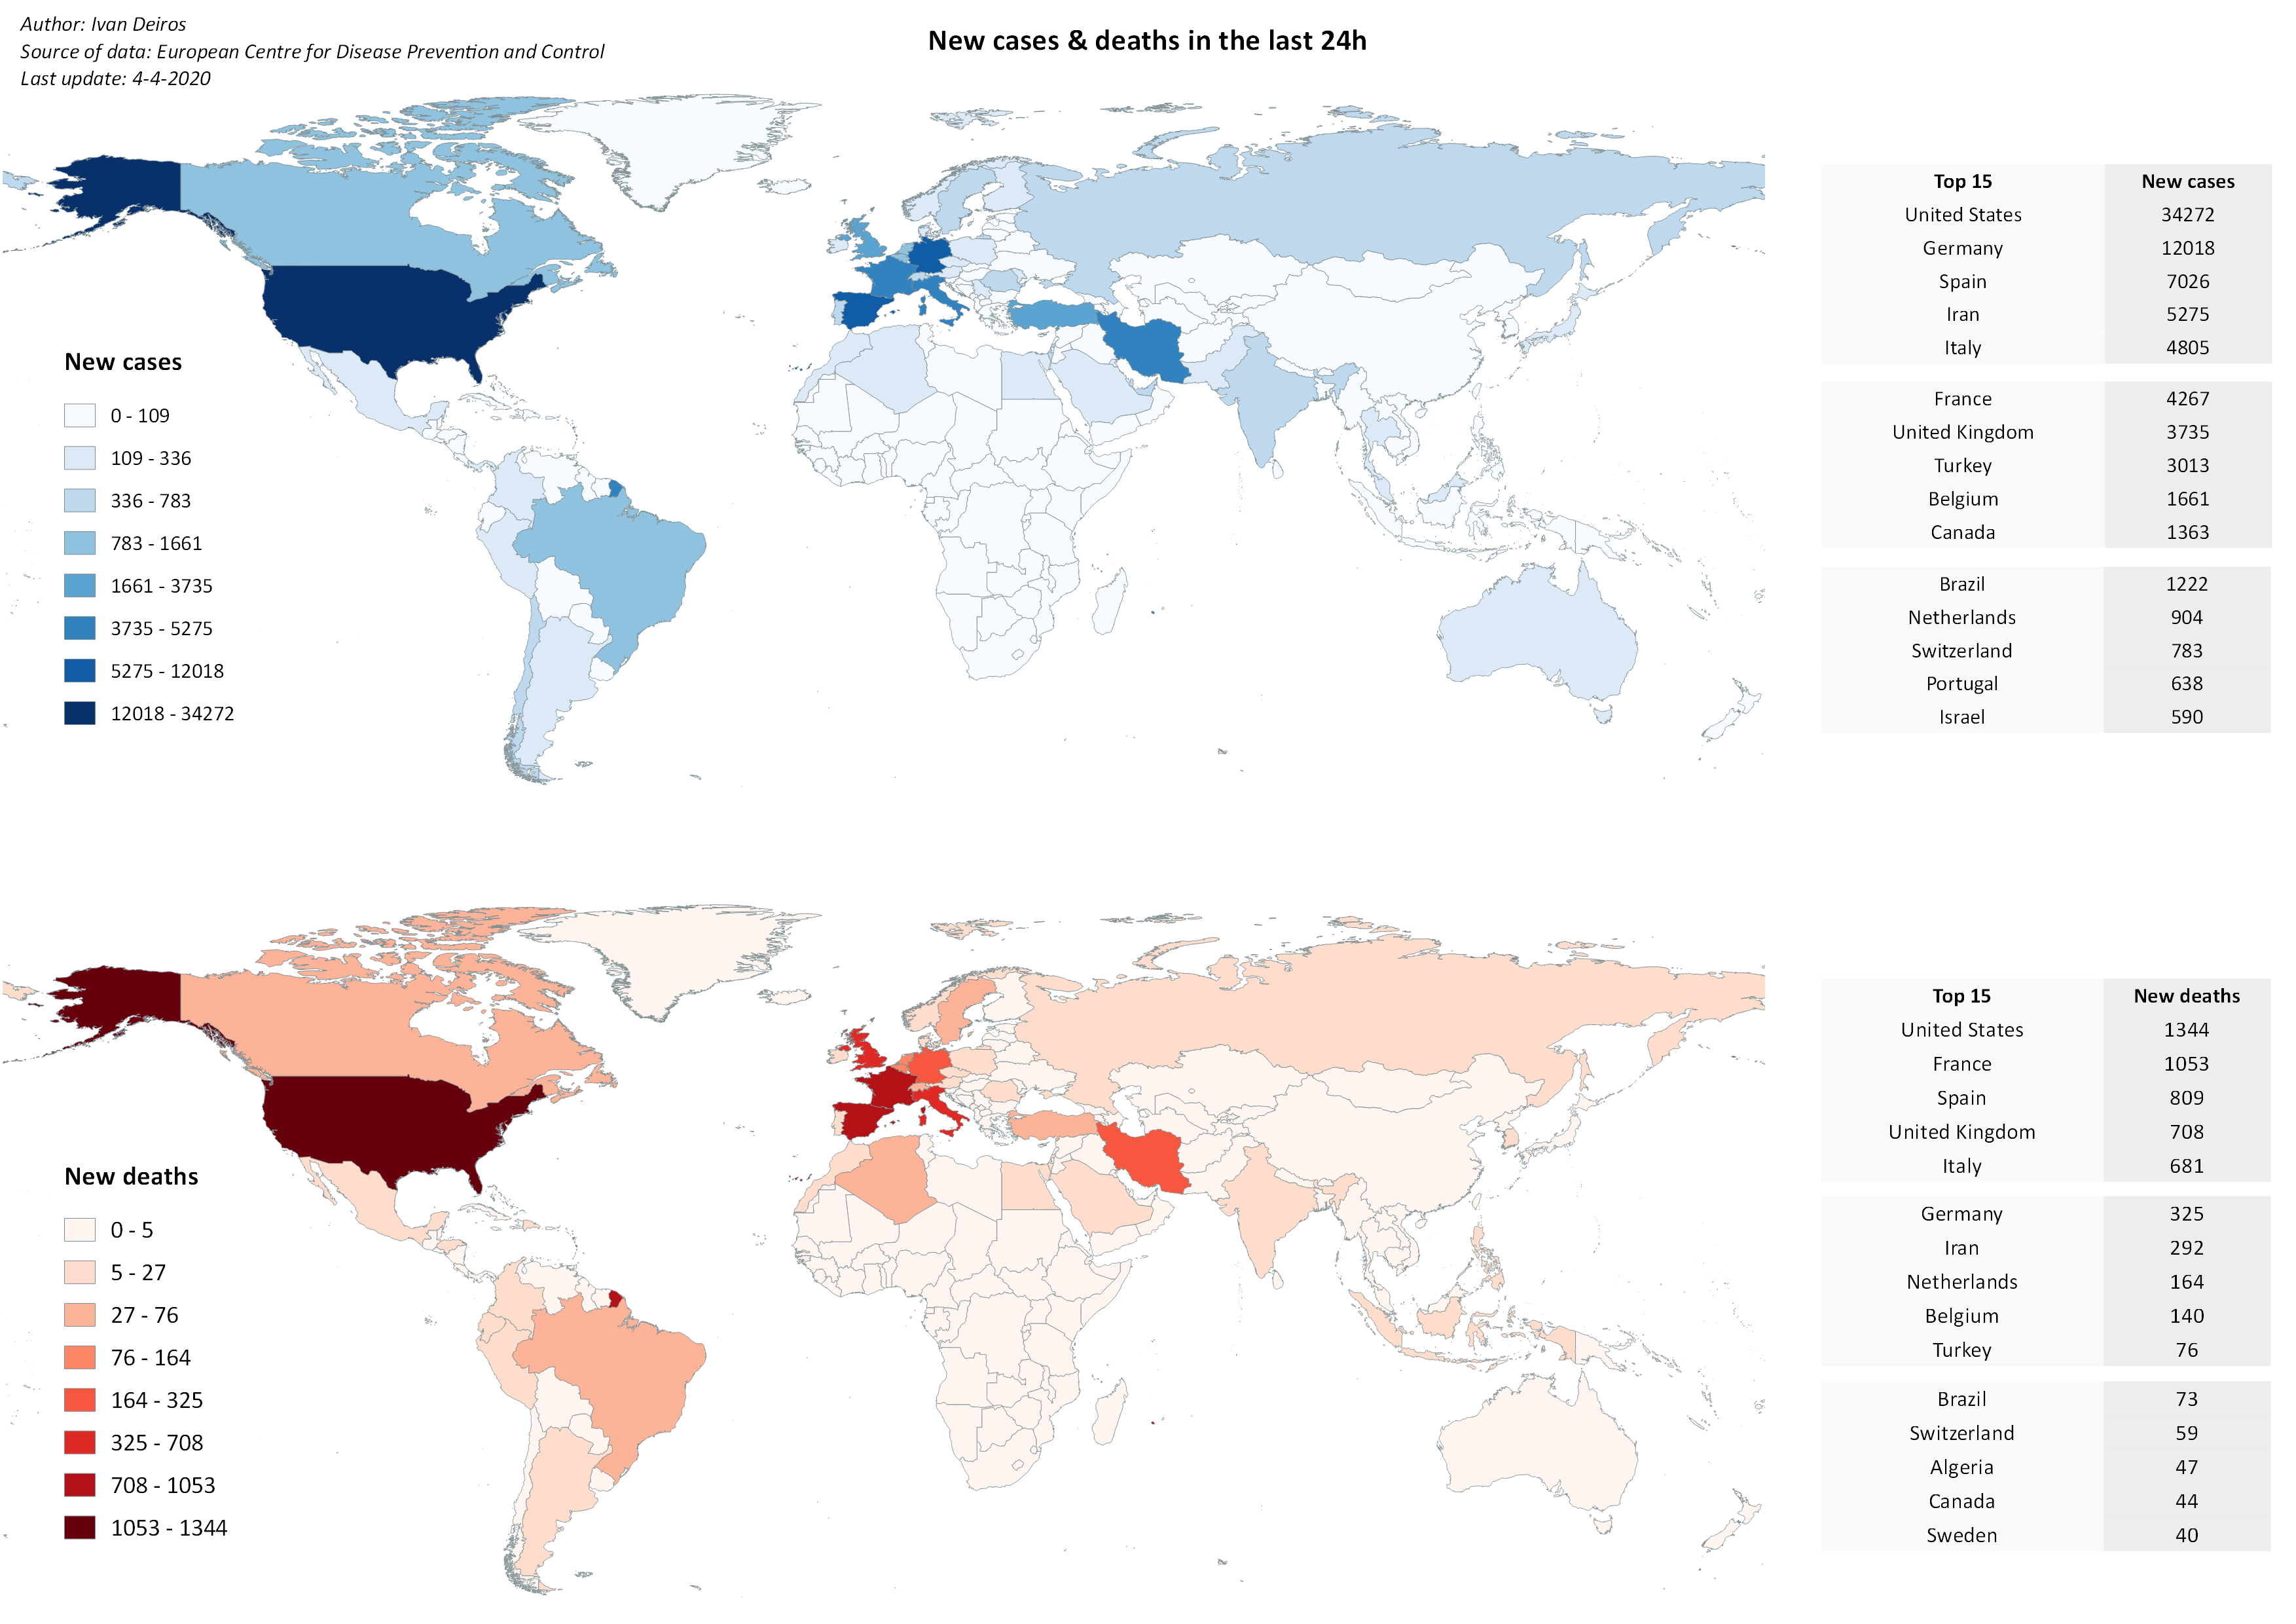 Author: Ivan Deiros
Source of data: European Centre for Disease Prevention and Control
Last update: 4-4-2020
New cases & deaths in the last 24h
New cases
0 - 109
109 - 336
336 - 783
783 - 1661
1661 - 3735
3735 - 5275
5275 - 12018
12018 - 34272
Top 15 New cases
United States 34272
Germany 12018
Spain 7026
Iran 5275
Italy 4805
France 4267
United Kingdom 3735
Turkey 3013
Belgium 1661
Canada 1363
Brazil 1222
Netherlands 904
Switzerland 783
Portugal 638
Israel 590
New deaths
0 - 5
5 - 27
27 - 76
76 - 164
164 - 325
325 - 708
708 - 1053
1053 - 1344
Top 15 New deaths
United States 1344
France 1053
Spain 809
United Kingdom 708
Italy 681
Germany 325
Iran 292
Netherlands 164
Belgium 140
Turkey 76
Brazil 73
Switzerland 59
Algeria 47
Canada 44
Sweden 40